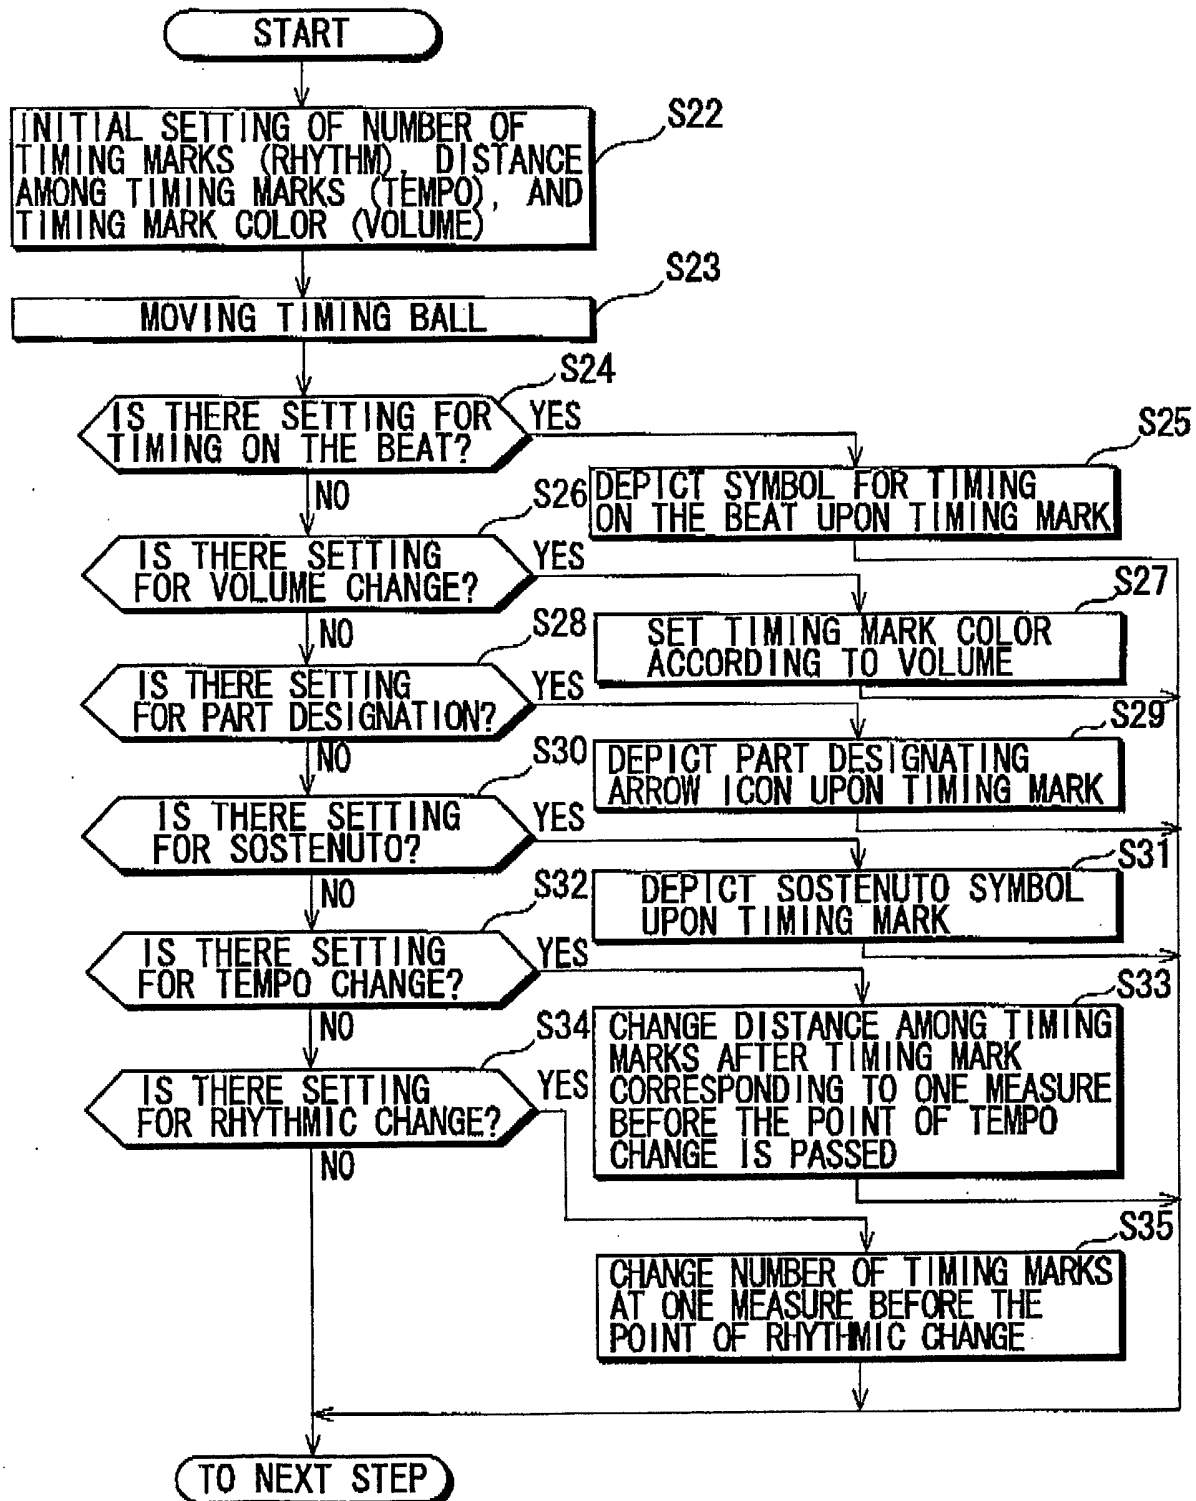 START
S22
INITIAL SETTING OF NUMBER OF
TIMING MARKS (RHYTHM), DISTANCE
AMONG TIMING MARKS (TEMPO), AND
TIMING MARK COLOR (VOLUME)
S23
MOVING TIMING BALL
S24
IS THERE SETTING FOR
TIMING ON THE BEAT?
YES
NO
S25
DEPICT SYMBOL FOR TIMING
ON THE BEAT UPON TIMING MARK
S26
IS THERE SETTING
FOR VOLUME CHANGE?
YES
NO
S27
SET TIMING MARK COLOR
ACCORDING TO VOLUME
S28
IS THERE SETTING
FOR PART DESIGNATION?
YES
NO
S29
DEPICT PART DESIGNATING
ARROW ICON UPON TIMING MARK
S30
IS THERE SETTING
FOR SOSTENUTO?
YES
NO
S31
DEPICT SOSTENUTO SYMBOL
UPON TIMING MARK
S32
IS THERE SETTING
FOR TEMPO CHANGE?
YES
NO
S33
CHANGE DISTANCE AMONG TIMING
MARKS AFTER TIMING MARK
CORRESPONDING TO ONE MEASURE
BEFORE THE POINT OF TEMPO
CHANGE IS PASSED
S34
IS THERE SETTING
FOR RHYTHMIC CHANGE?
YES
NO
S35
CHANGE NUMBER OF TIMING MARKS
AT ONE MEASURE BEFORE THE
POINT OF RHYTHMIC CHANGE
TO NEXT STEP